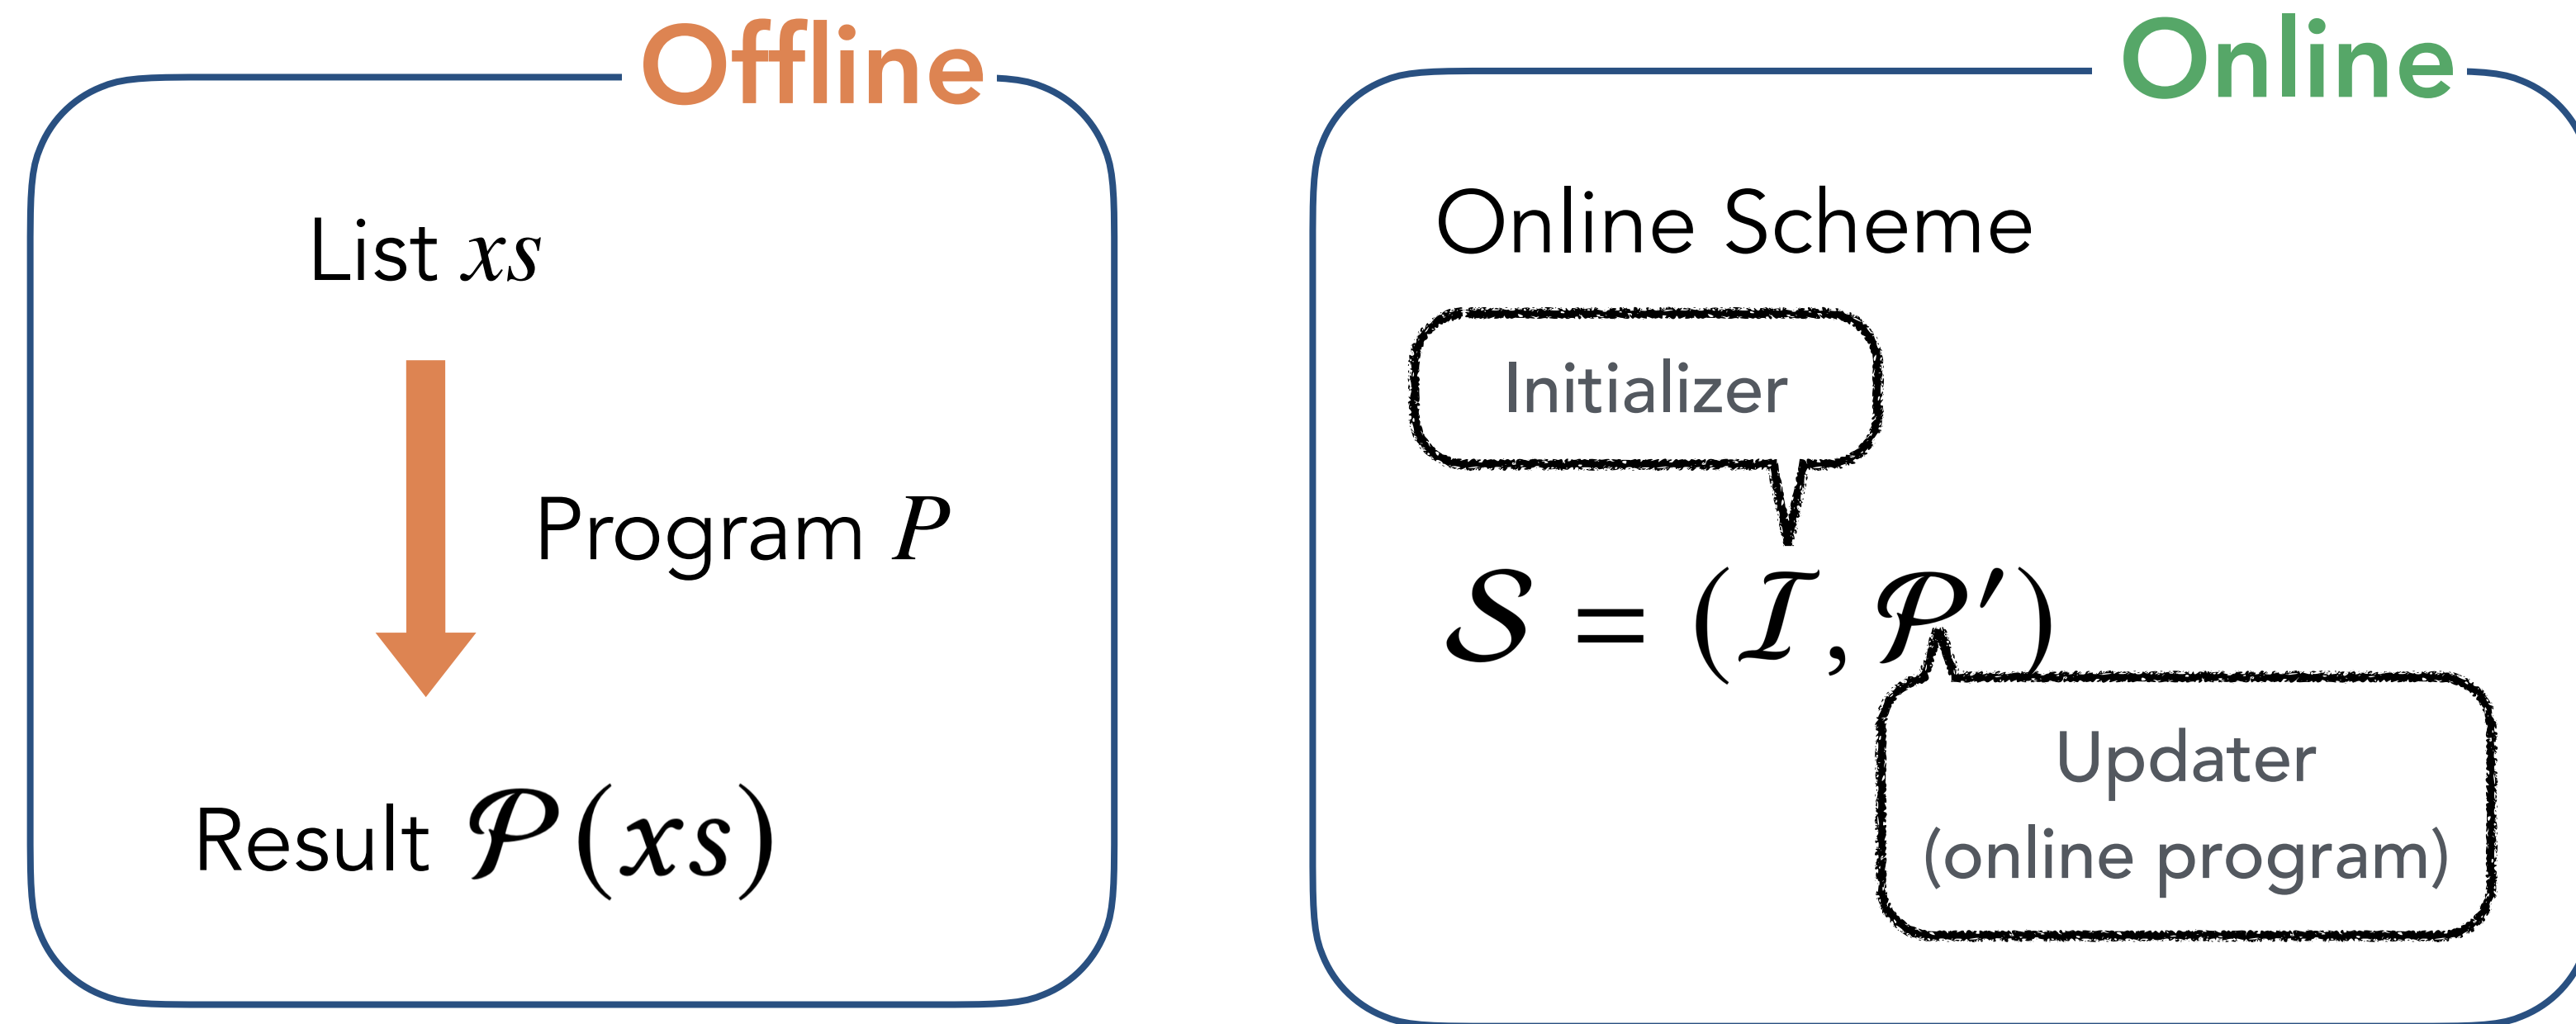 Offline
List xs
Program P
Result 𝒫(xs)
Online
Online Scheme
Initializer
𝒮 = (ℐ, 𝒫′)
Updater
(online program)